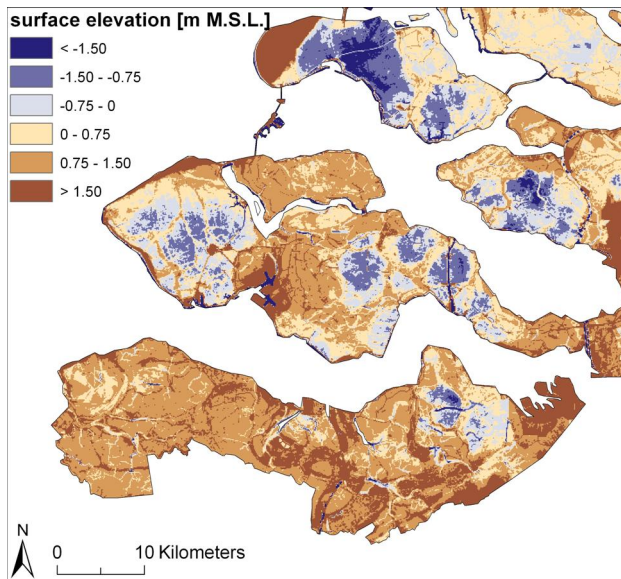 surface elevation [m M.S.L.]
< -1.50
-1.50 - -0.75
-0.75 - 0
0 - 0.75
0.75 - 1.50
> 1.50
N
0 10 Kilometers